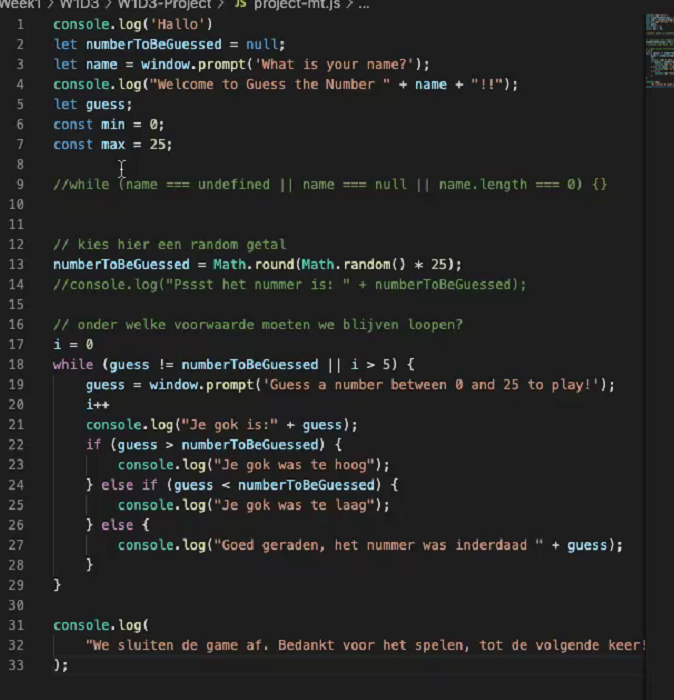 Week1 > W1D3 > W1D3-Project > JS project-mt.js > ...
1 console.log('Hallo')
2 let numberToBeGuessed = null;
3 let name = window.prompt('What is your name?');
4 console.log("Welcome to Guess the Number " + name + "!!");
5 let guess;
6 const min = 0;
7 const max = 25;
8
9 //while (name === undefined || name === null || name.length === 0) {}
10
11
12 // kies hier een random getal
13 numberToBeGuessed = Math.round(Math.random() * 25);
14 //console.log("Pssst het nummer is: " + numberToBeGuessed);
15
16 // onder welke voorwaarde moeten we blijven loopen?
17 i = 0
18 while (guess != numberToBeGuessed || i > 5) {
19 guess = window.prompt('Guess a number between 0 and 25 to play!');
20 i++
21 console.log("Je gok is:" + guess);
22 if (guess > numberToBeGuessed) {
23 console.log("Je gok was te hoog");
24 } else if (guess < numberToBeGuessed) {
25 console.log("Je gok was te laag");
26 } else {
27 console.log("Goed geraden, het nummer was inderdaad " + guess);
28 }
29 }
30
31 console.log(
32 "We sluiten de game af. Bedankt voor het spelen, tot de volgende keer!
33 );